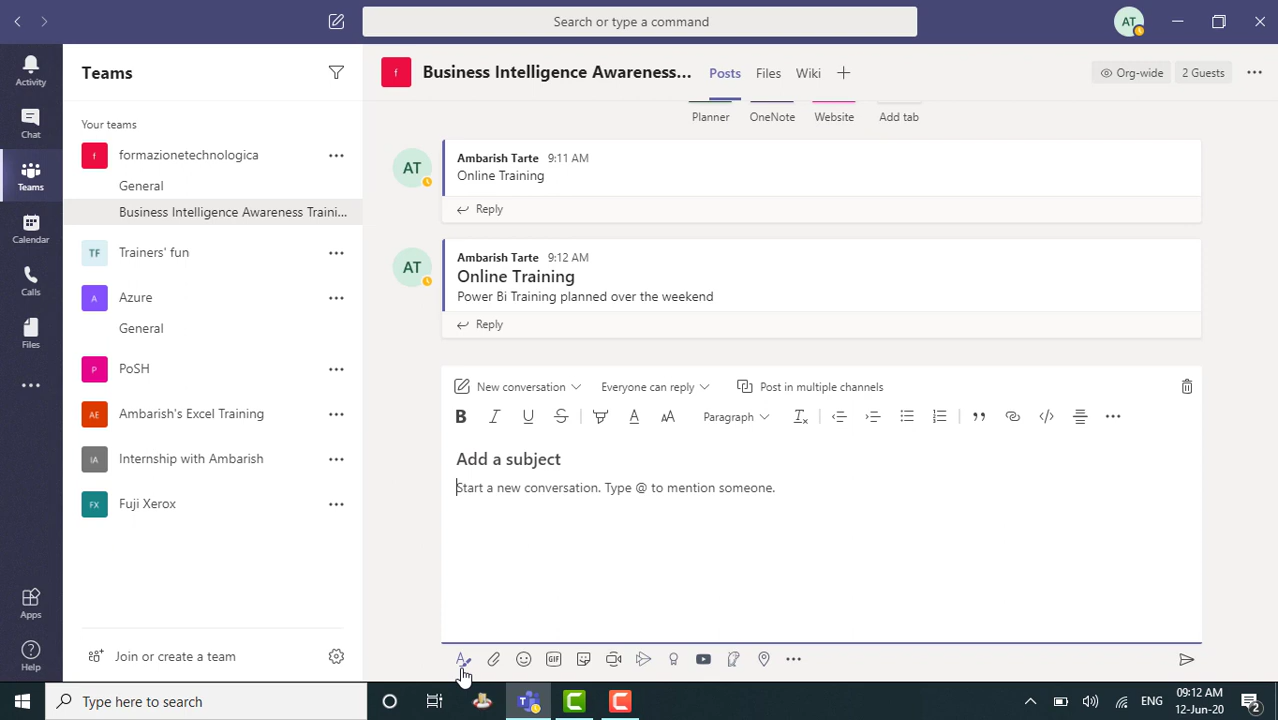 Search or type a command
AT
Activity
Chat
Teams
Calendar
Calls
Files
Apps
Help
Teams
Your teams
f formazionetechnologica
General
Business Intelligence Awareness Traini...
TF Trainers' fun
A Azure
General
P PoSH
AE Ambarish's Excel Training
IA Internship with Ambarish
FX Fuji Xerox
Join or create a team
f Business Intelligence Awareness... Posts Files Wiki Org-wide 2 Guests
Planner OneNote Website Add tab
AT Ambarish Tarte 9:11 AM
Online Training
Reply
AT Ambarish Tarte 9:12 AM
Online Training
Power Bi Training planned over the weekend
Reply
New conversation Everyone can reply Post in multiple channels
B I U S A AA Paragraph Tx
Add a subject
Start a new conversation. Type @ to mention someone.
GIF
Type here to search
ENG 09:12 AM
12-Jun-20
2